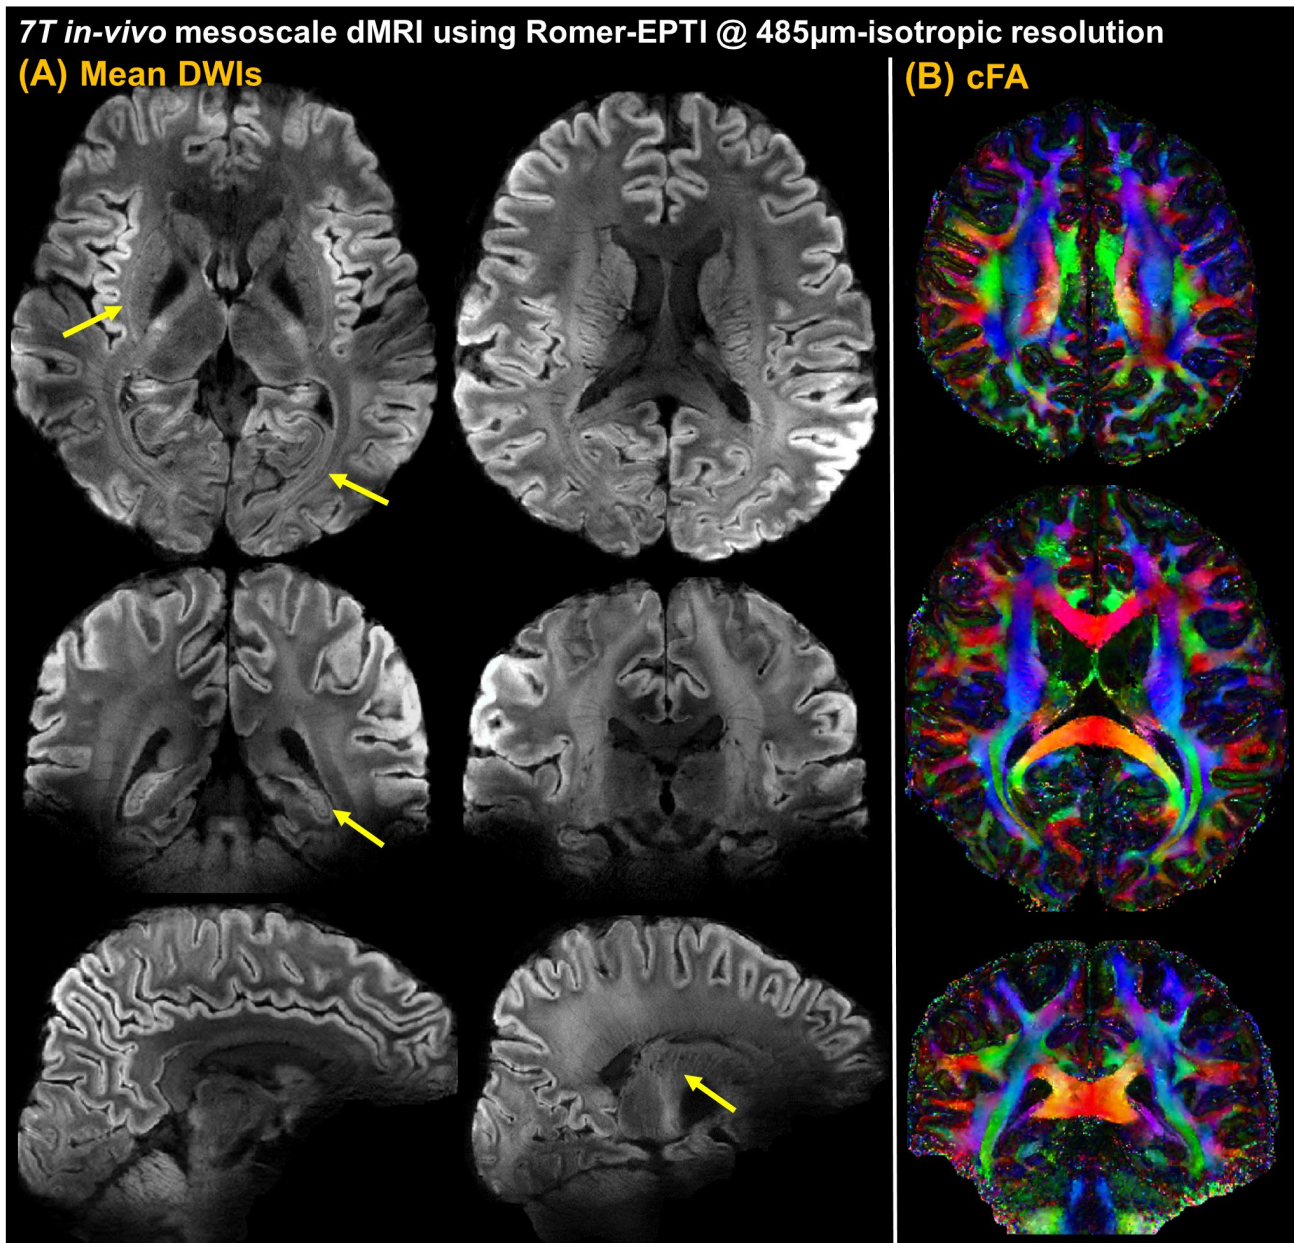 7T in-vivo mesoscale dMRI using Romer-EPTI @ 485µm-isotropic resolution
(A) Mean DWIs
(B) cFA